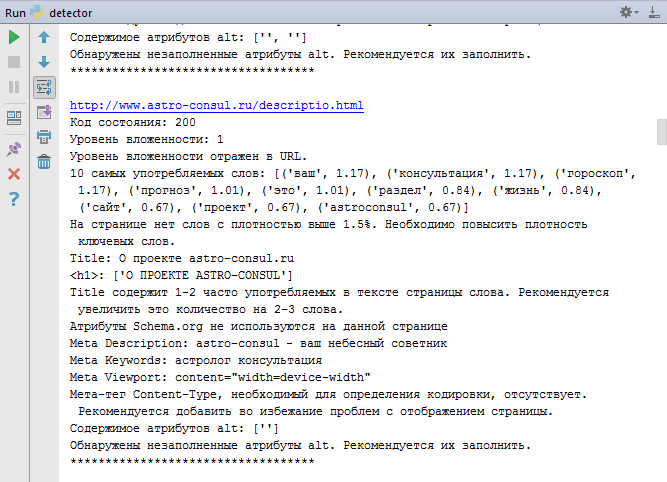 Run detector
Содержимое атрибутов alt: ['', '']
Обнаружены незаполненные атрибуты alt. Рекомендуется их заполнить.
***********************************
http://www.astro-consul.ru/descriptio.html
Код состояния: 200
Уровень вложенности: 1
Уровень вложенности отражен в URL.
10 самых употребляемых слов: [('ваш', 1.17), ('консультация', 1.17), ('гороскоп',
1.17), ('прогноз', 1.01), ('это', 1.01), ('раздел', 0.84), ('жизнь', 0.84),
('сайт', 0.67), ('проект', 0.67), ('astroconsul', 0.67)]
На странице нет слов с плотностью выше 1.5%. Необходимо повысить плотность
ключевых слов.
Title: О проекте astro-consul.ru
<h1>: ['О ПРОЕКТЕ ASTRO-CONSUL']
Title содержит 1-2 часто употребляемых в тексте страницы слова. Рекомендуется
увеличить это количество на 2-3 слова.
Атрибуты Schema.org не используются на данной странице
Meta Description: astro-consul - ваш небесный советник
Meta Keywords: астролог консультация
Meta Viewport: content="width=device-width"
Мета-тег Content-Type, необходимый для определения кодировки, отсутствует.
Рекомендуется добавить во избежание проблем с отображением страницы.
Содержимое атрибутов alt: ['']
Обнаружены незаполненные атрибуты alt. Рекомендуется их заполнить.
***********************************